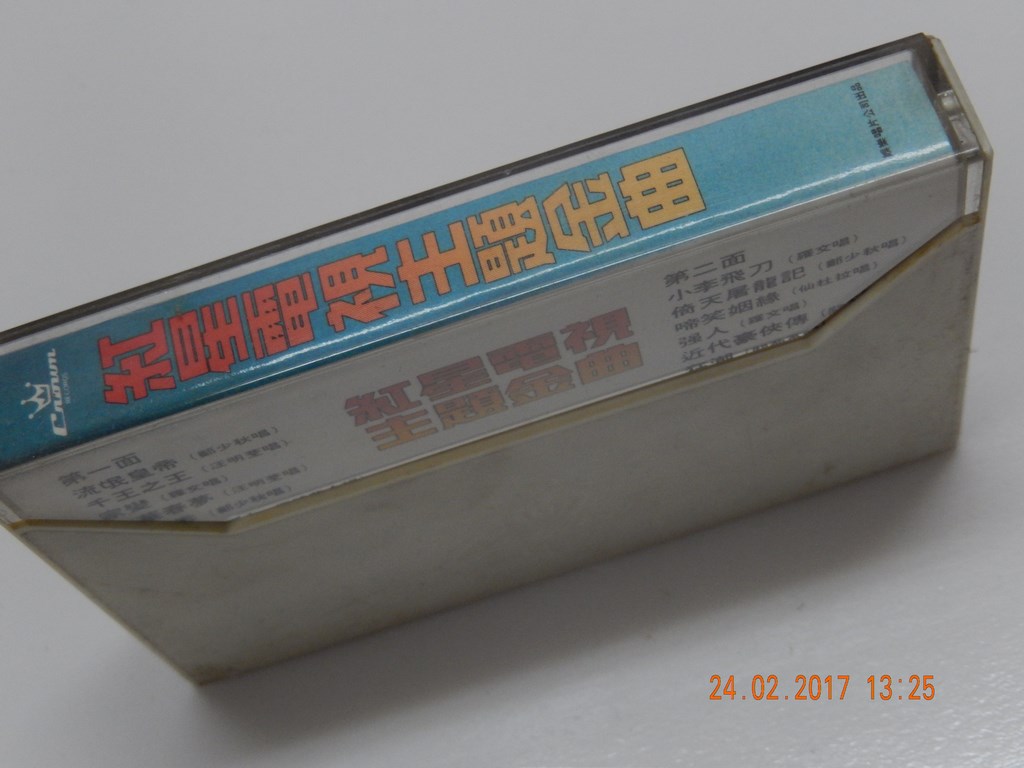 紅星電視主題金曲
Crown
紅星電視
主題金曲
第一面
流氓皇帝（鄭少秋唱）
千王之王（汪明荃唱）
第二面
小李飛刀（羅文唱）
倚天屠龍記（鄭少秋唱）
啼笑姻緣（仙杜拉唱）
强人（羅文唱）
近代豪俠傳
24.02.2017 13:25